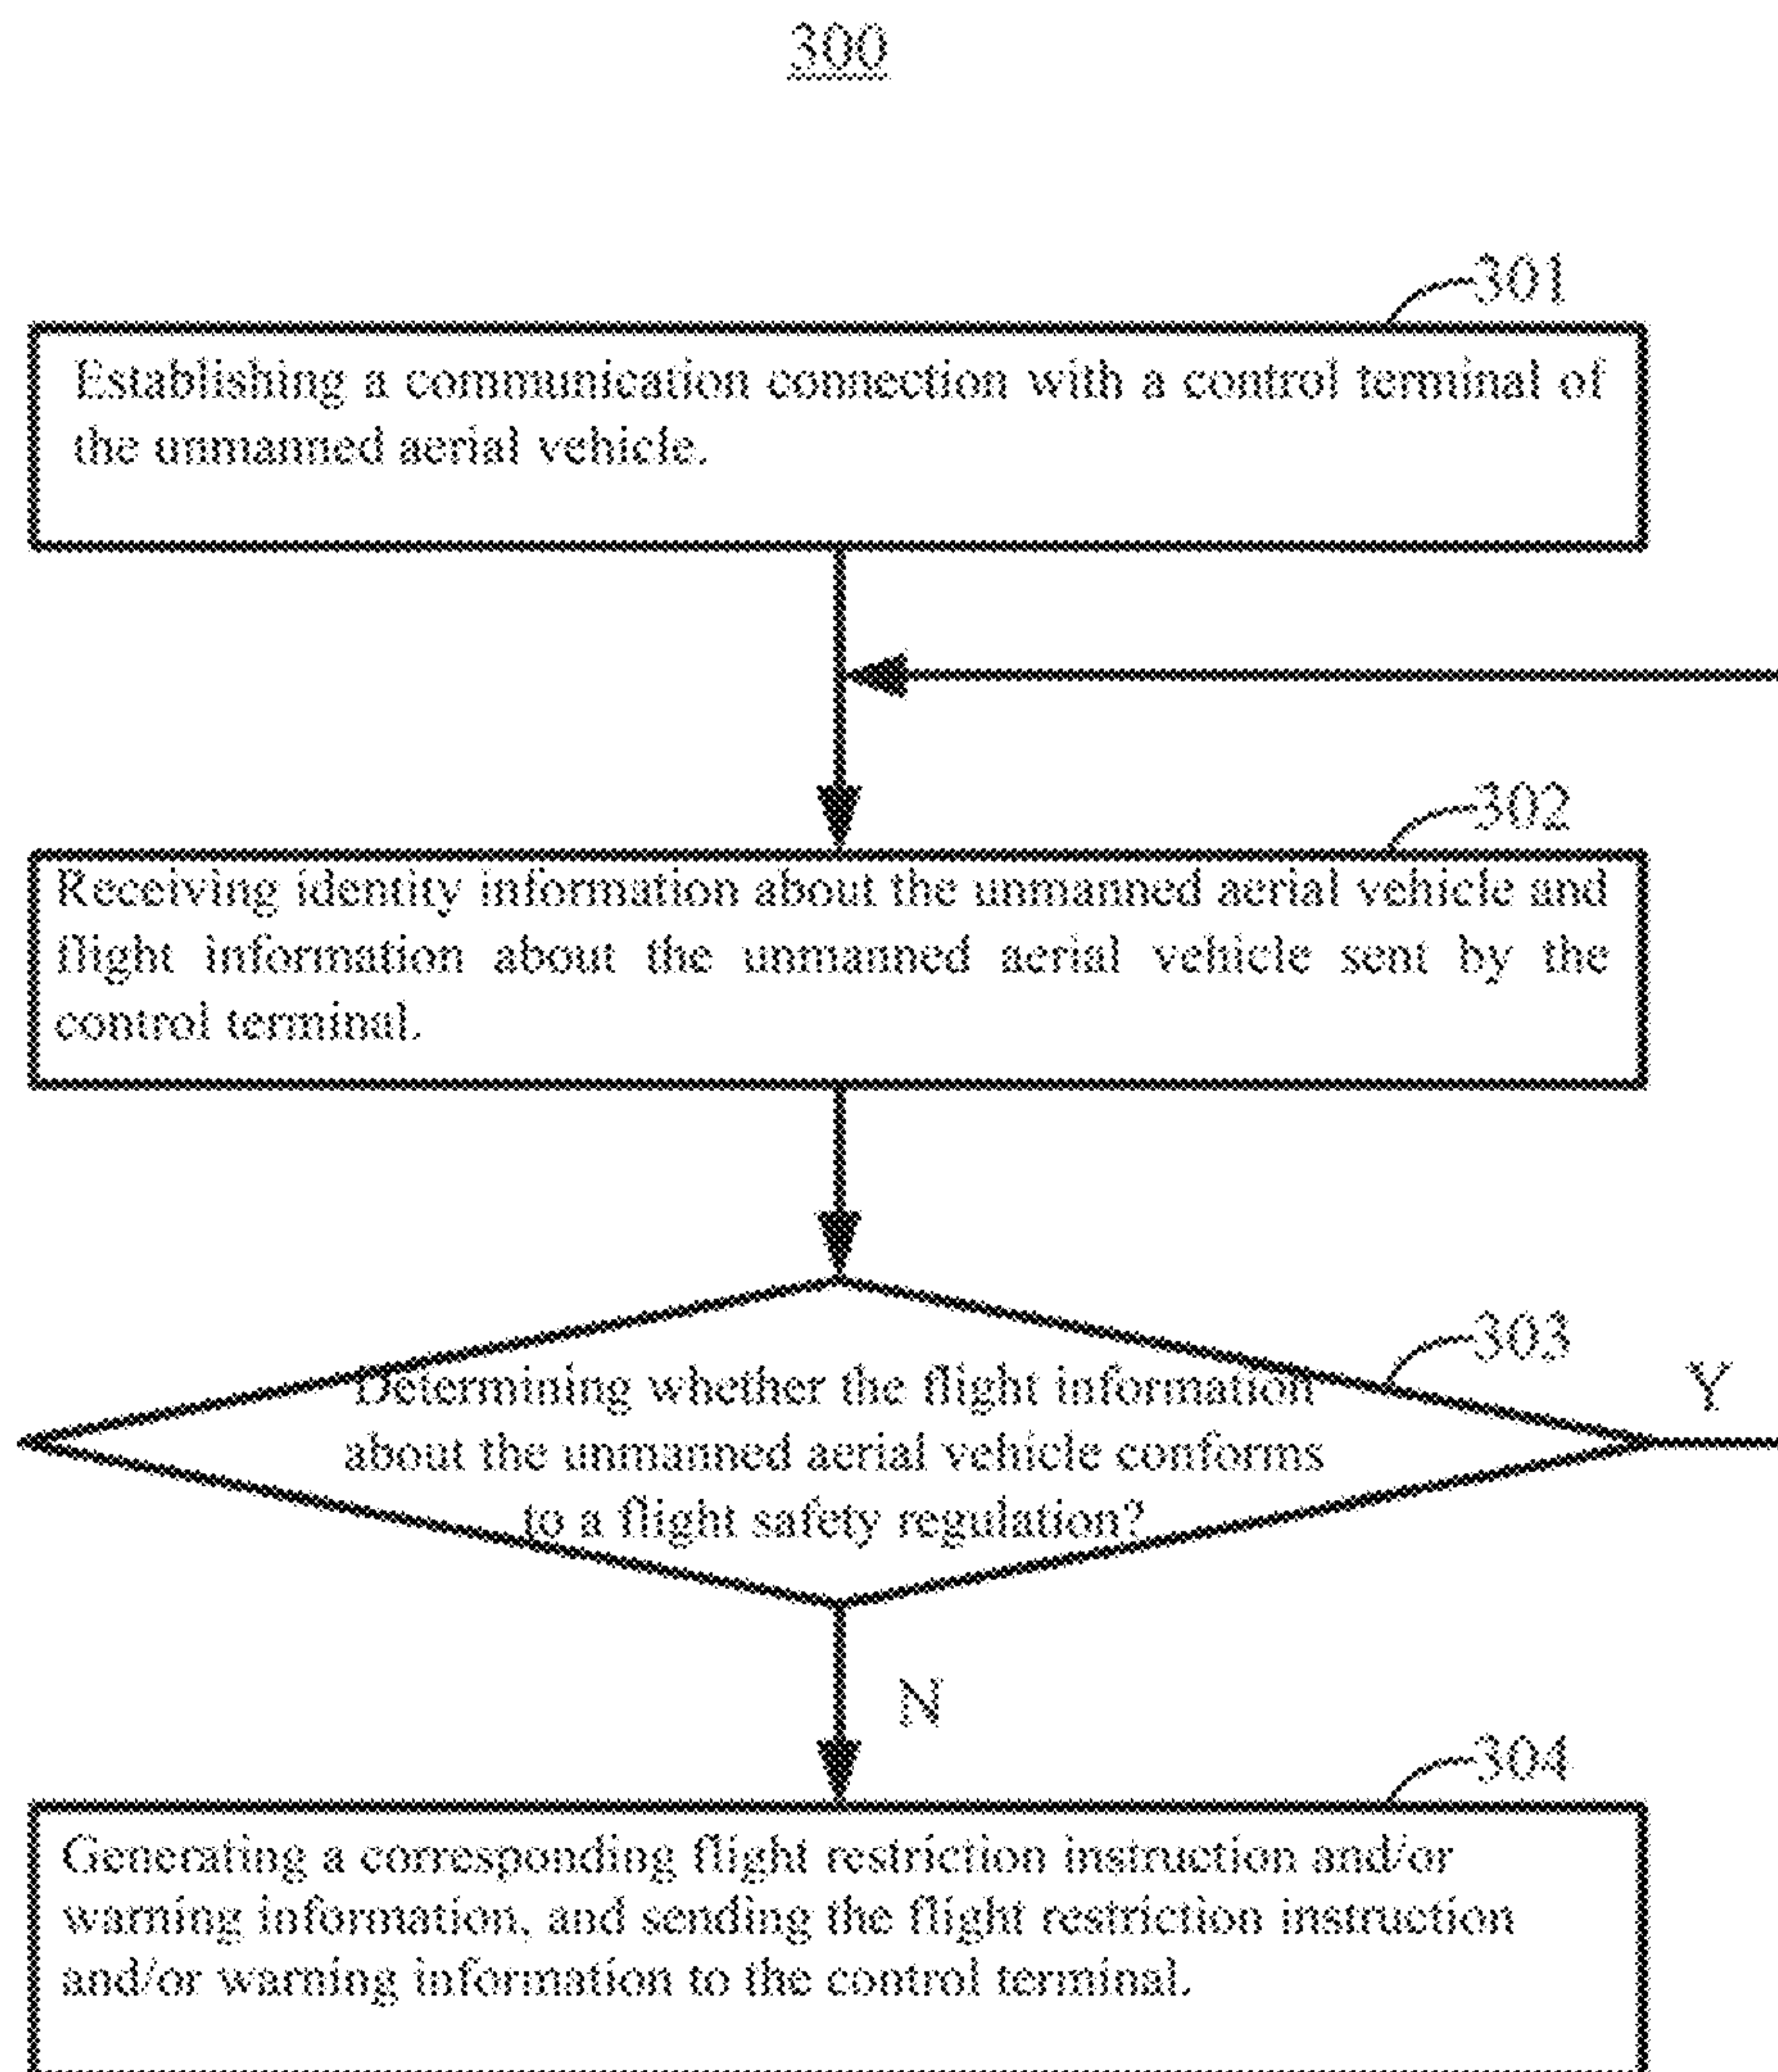 300
301
Establishing a communication connection with a control terminal of
the unmanned aerial vehicle.
302
Receiving identity information about the unmanned aerial vehicle and
flight information about the unmanned aerial vehicle sent by the
control terminal.
303
Determining whether the flight information
about the unmanned aerial vehicle conforms
to a flight safety regulation?
Y
N
304
Generating a corresponding flight restriction instruction and/or
warning information, and sending the flight restriction instruction
and/or warning information to the control terminal.